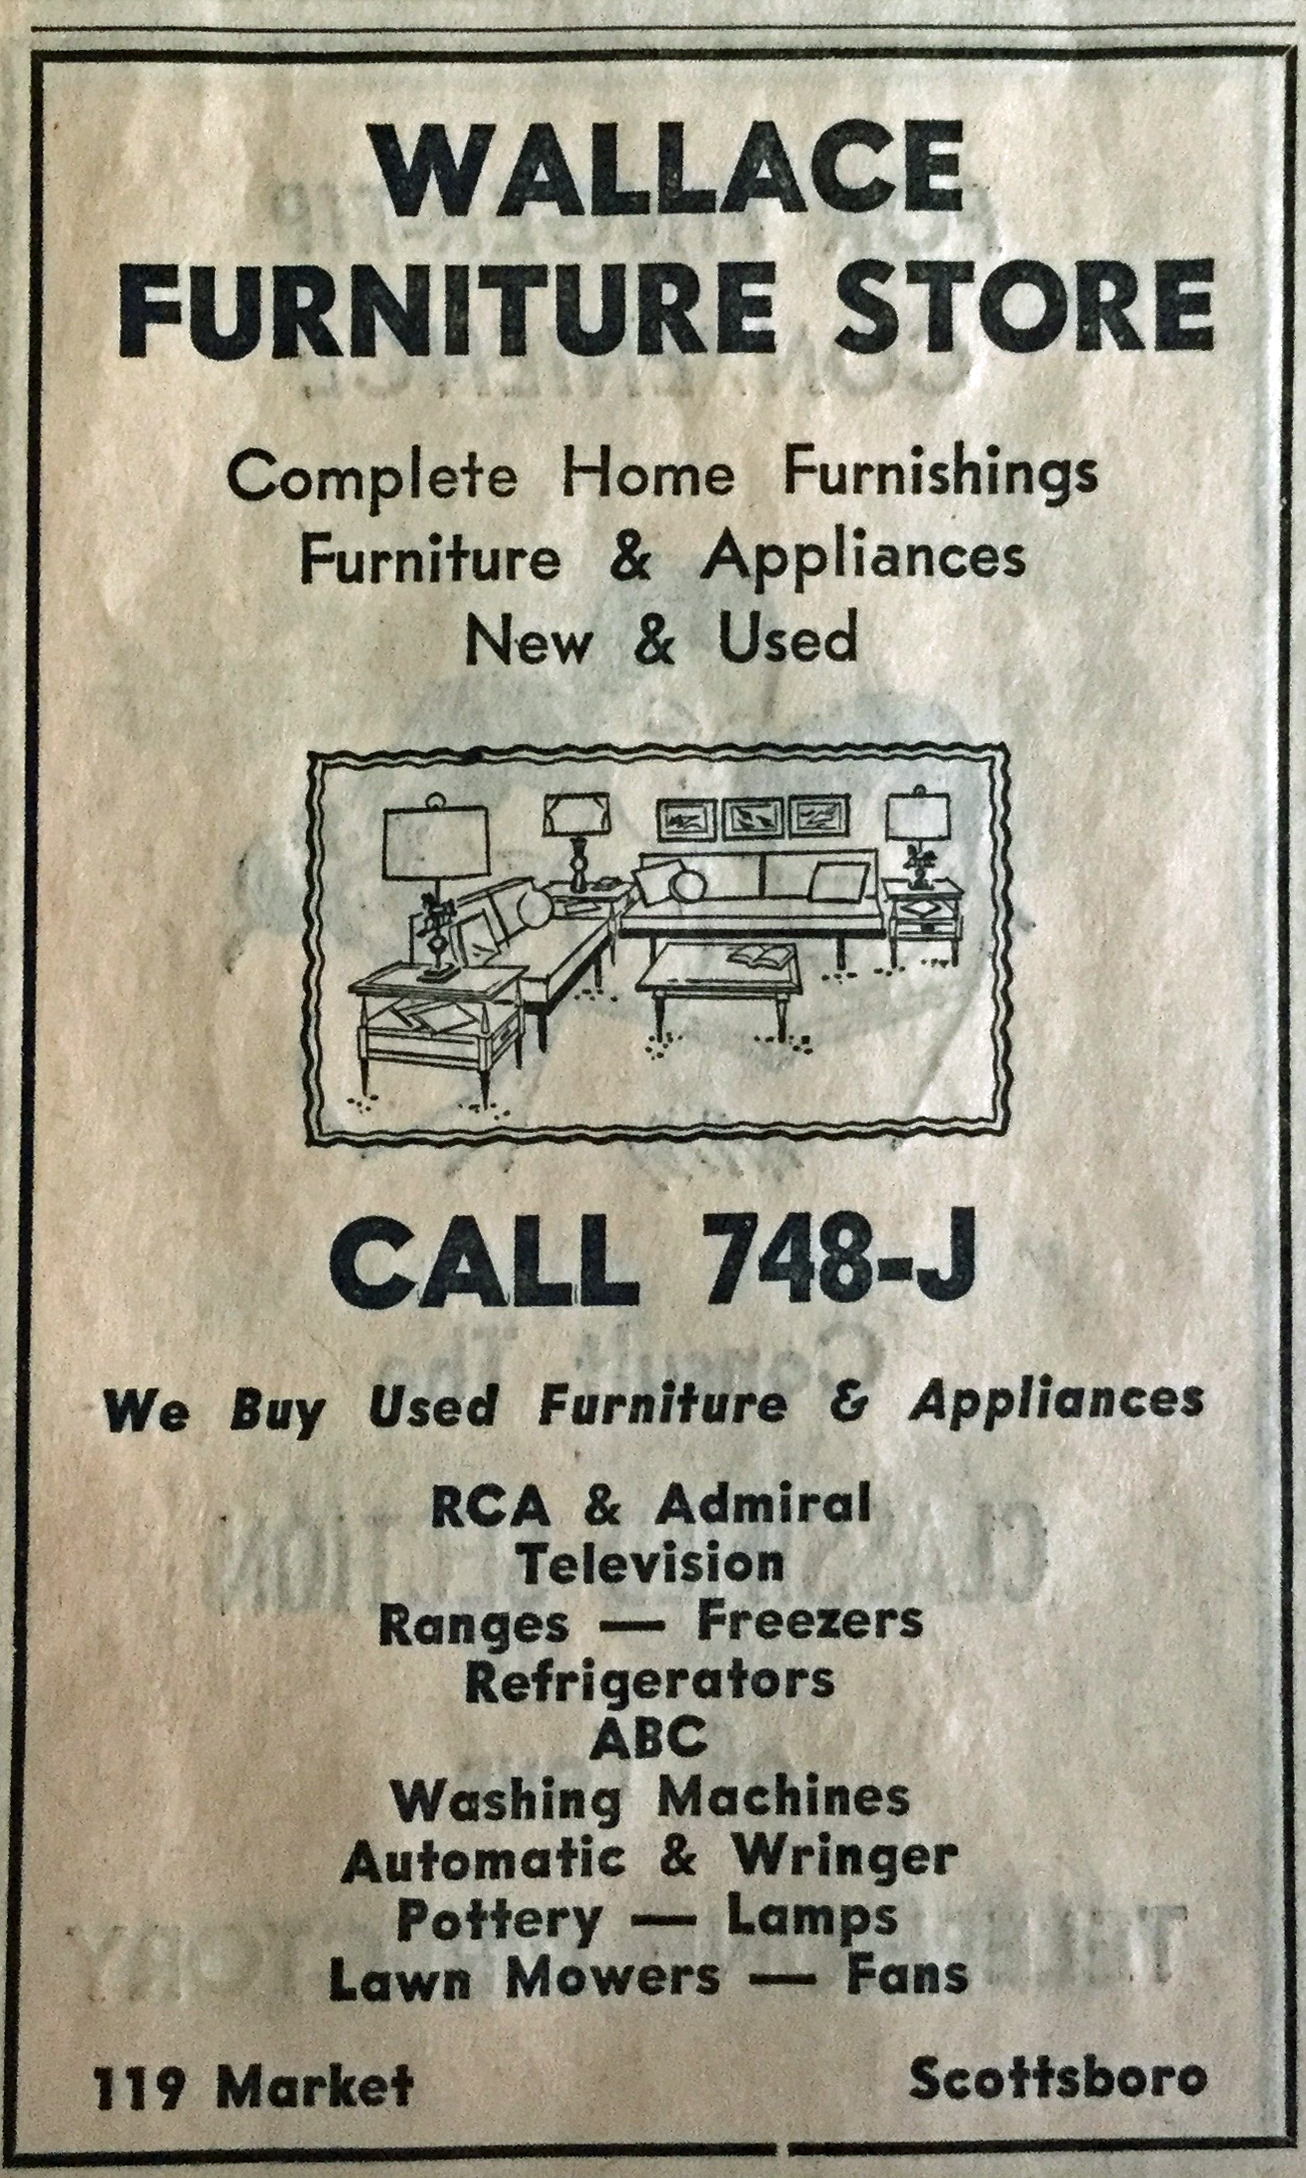 WALLACE
FURNITURE STORE
Complete Home Furnishings
Furniture & Appliances
New & Used
CALL 748-J
We Buy Used Furniture & Appliances
RCA & Admiral
Television
Ranges — Freezers
Refrigerators
ABC
Washing Machines
Automatic & Wringer
Pottery — Lamps
Lawn Mowers — Fans
119 Market Scottsboro